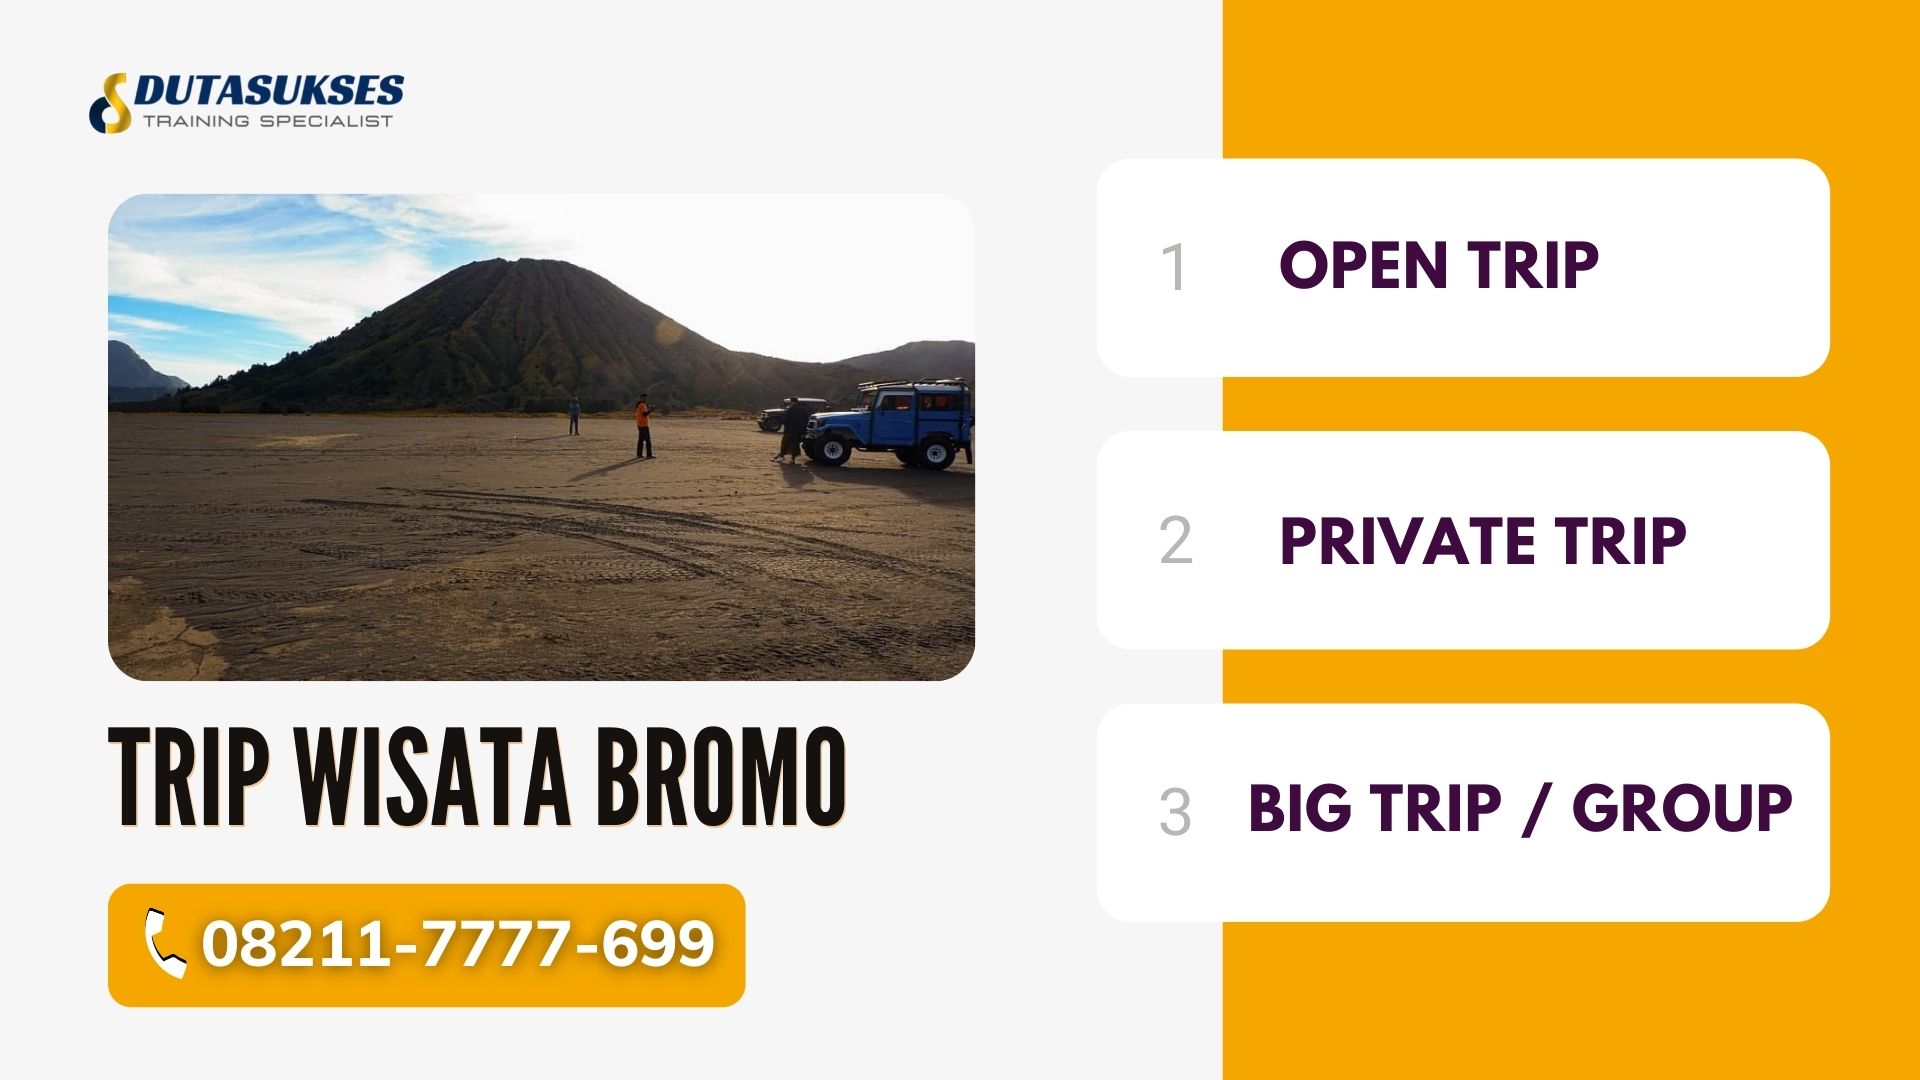 DUTASUKSES
TRAINING SPECIALIST
TRIP WISATA BROMO
08211-7777-699
1 OPEN TRIP
2 PRIVATE TRIP
3 BIG TRIP / GROUP